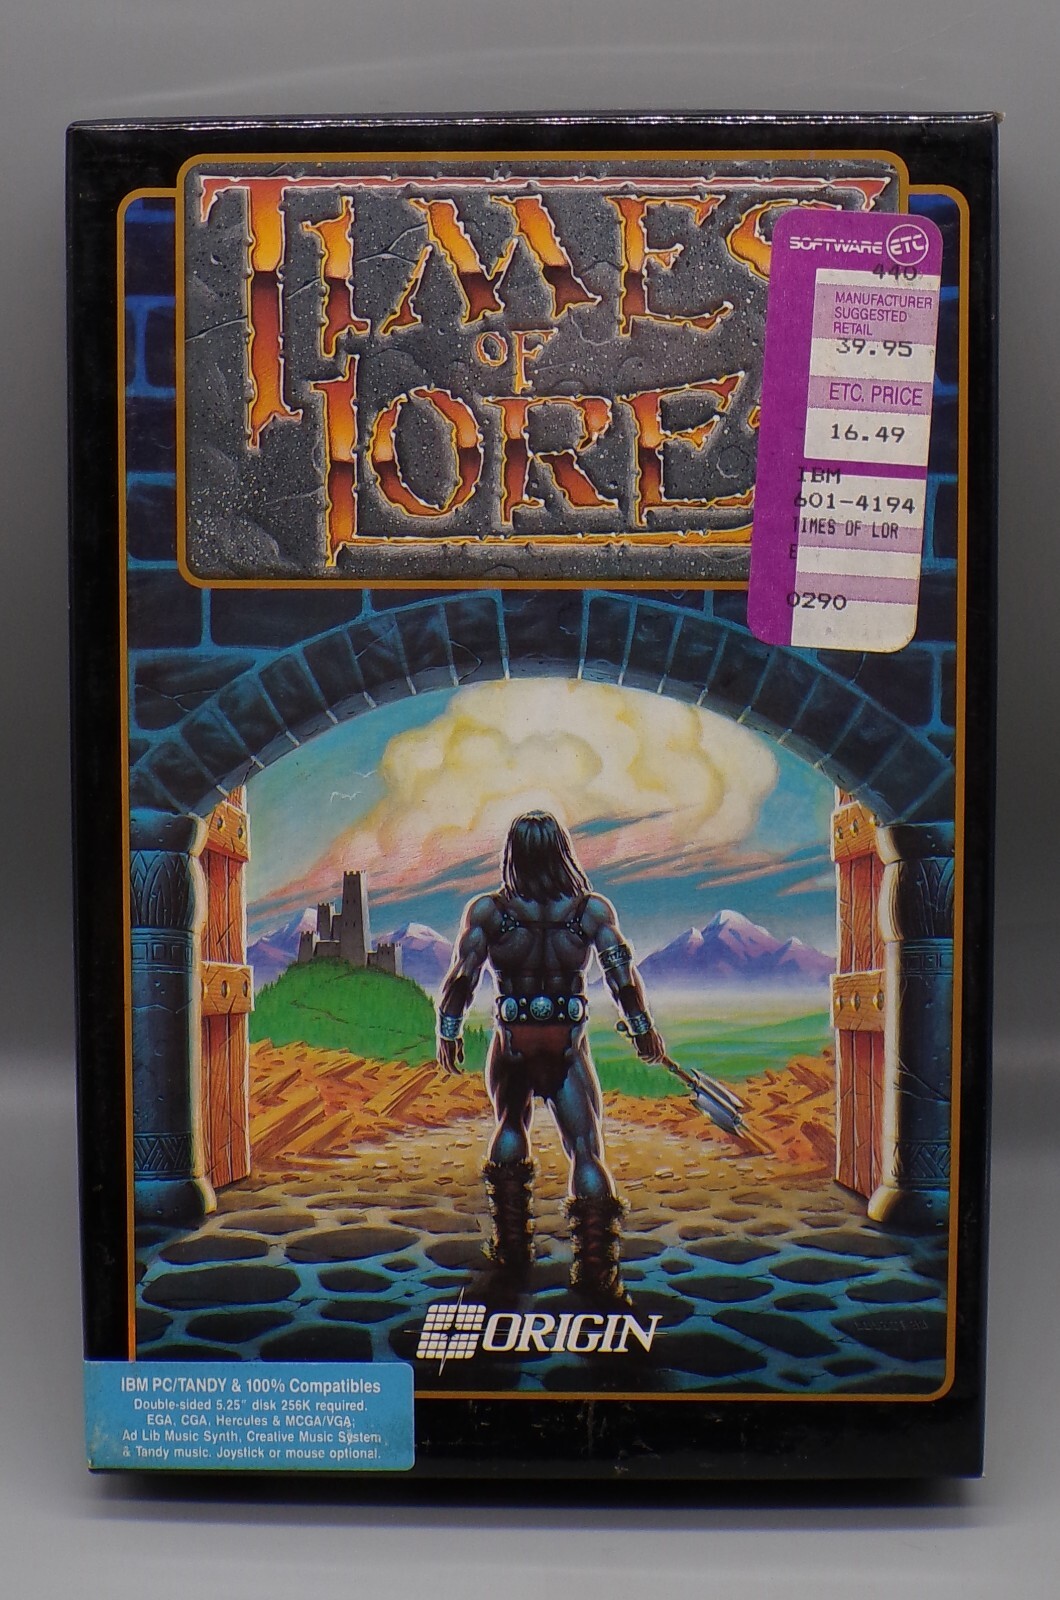 TIMES
OF
LORE
SOFTWARE ETC
440
MANUFACTURER
SUGGESTED
RETAIL
39.95
ETC. PRICE
16.49
IBM
601-4194
TIMES OF LOR
E
0290
ORIGIN
IBM PC/TANDY & 100% Compatibles
Double-sided 5.25" disk 256K required.
EGA, CGA, Hercules & MCGA/VGA;
Ad Lib Music Synth, Creative Music System
& Tandy music. Joystick or mouse optional.